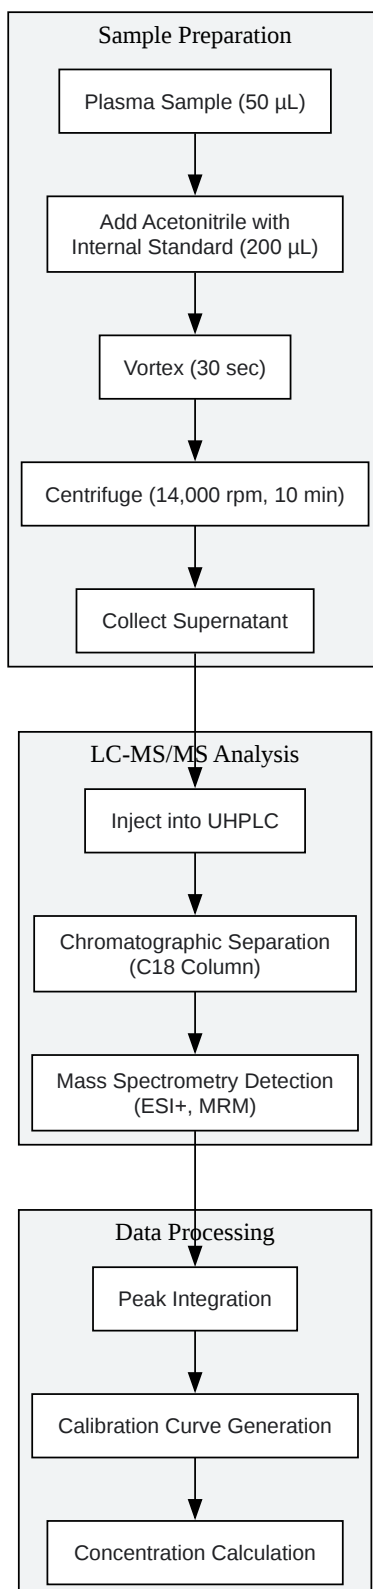 Sample Preparation
Plasma Sample (50 µL)
Add Acetonitrile with
Internal Standard (200 µL)
Vortex (30 sec)
Centrifuge (14,000 rpm, 10 min)
Collect Supernatant
LC-MS/MS Analysis
Inject into UHPLC
Chromatographic Separation
(C18 Column)
Mass Spectrometry Detection
(ESI+, MRM)
Data Processing
Peak Integration
Calibration Curve Generation
Concentration Calculation